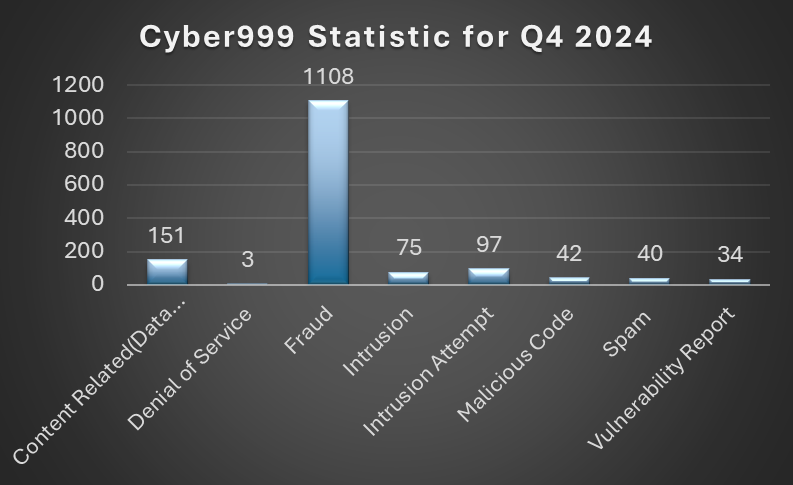 Cyber999 Statistic for Q4 2024
1200
1000
800
600
400
200
0
151
3
1108
75
97
42
40
34
Content Related(Data...
Denial of Service
Fraud
Intrusion
Intrusion Attempt
Malicious Code
Spam
Vulnerability Report